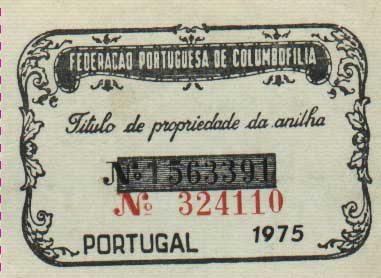 FEDERAÇAO PORTUGUESA DE COLUMBOFILIA
Titulo de propriedade da anilha
Nº 1563391
Nº 324110
PORTUGAL 1975